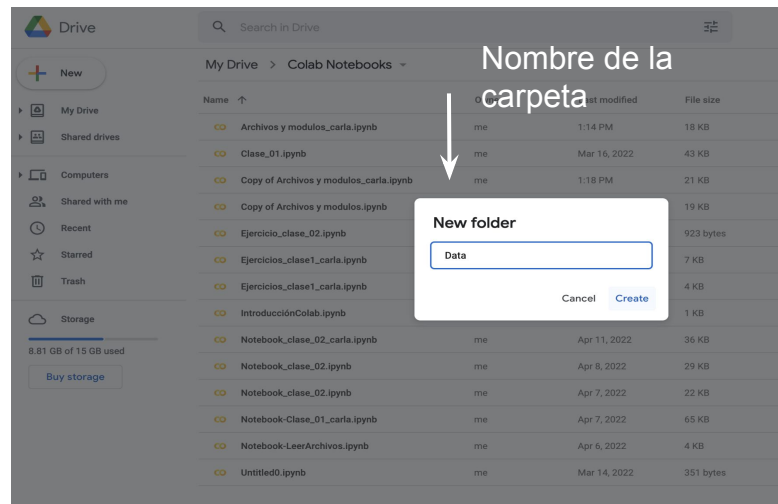 Drive
Search in Drive
New
My Drive > Colab Notebooks
Nombre de la
carpeta
Name
Last modified
File size
My Drive
Shared drives
Computers
Shared with me
Recent
Starred
Trash
Storage
8.81 GB of 15 GB used
Buy storage
Archivos y modulos_carla.ipynb me 1:14 PM 18 KB
Clase_01.ipynb me Mar 16, 2022 43 KB
Copy of Archivos y modulos_carla.ipynb me 1:18 PM 21 KB
Copy of Archivos y modulos.ipynb 19 KB
Ejercicio_clase_02.ipynb 923 bytes
Ejercicios_clase1_carla.ipynb 7 KB
Ejercicios_clase1_carla.ipynb 4 KB
IntroducciónColab.ipynb 1 KB
Notebook_clase_02_carla.ipynb me Apr 11, 2022 36 KB
Notebook_clase_02.ipynb me Apr 8, 2022 29 KB
Notebook_clase_02.ipynb me Apr 7, 2022 22 KB
Notebook-Clase_01_carla.ipynb me Apr 7, 2022 65 KB
Notebook-LeerArchivos.ipynb me Apr 6, 2022 4 KB
Untitled0.ipynb me Mar 14, 2022 351 bytes
New folder
Data
Cancel Create